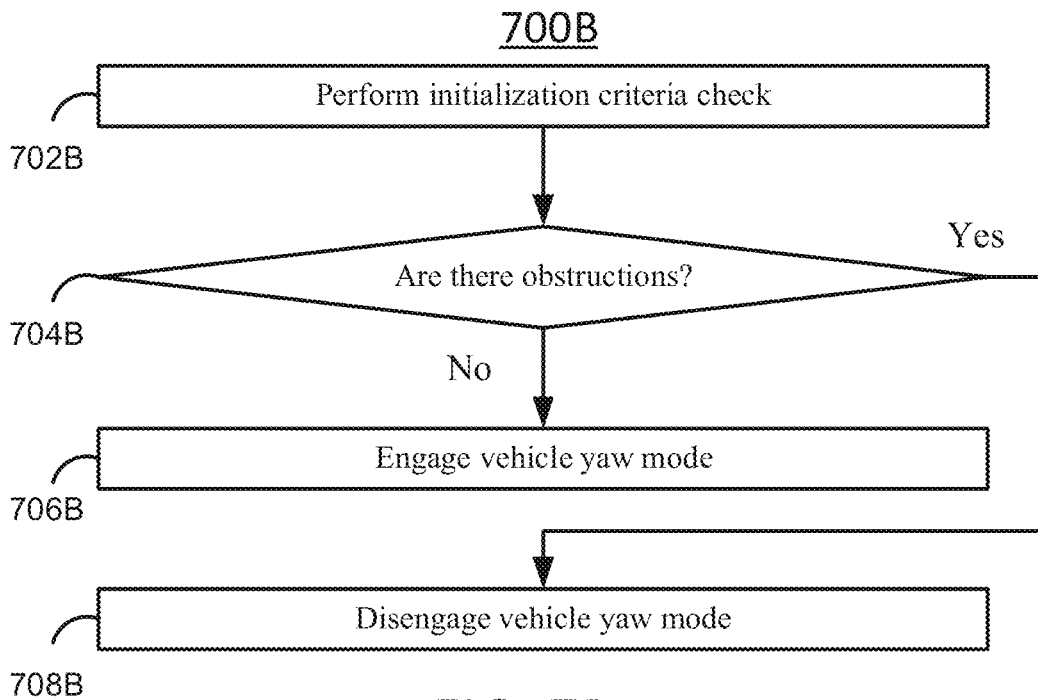 700B
Perform initialization criteria check
702B
Yes
Are there obstructions?
704B
No
Engage vehicle yaw mode
706B
Disengage vehicle yaw mode
708B